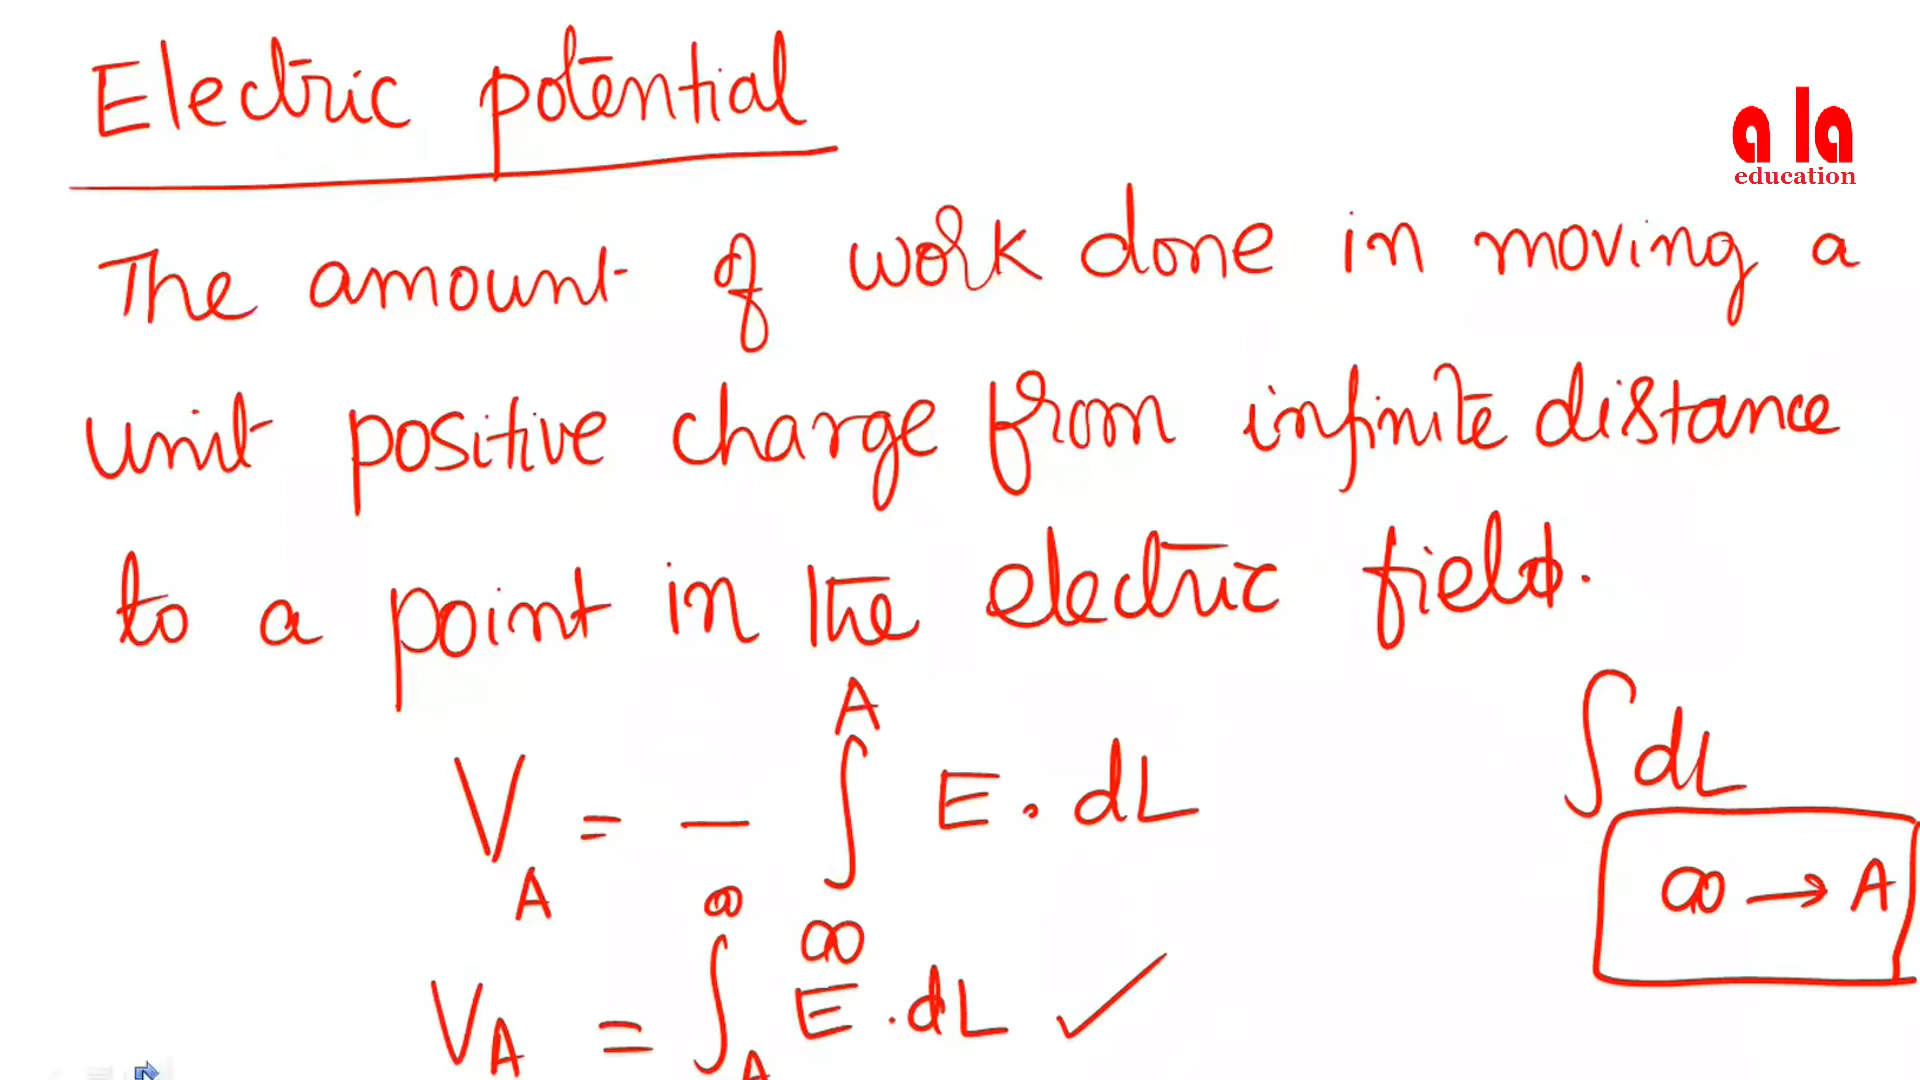 Electric potential
a la
education
The amount of work done in moving a
unit positive charge from infinite distance
to a point in the electric field.
V_A = - ∫_∞^A E . dL
∫ dL
∞ → A
V_A = ∫_A^∞ E . dL ✓